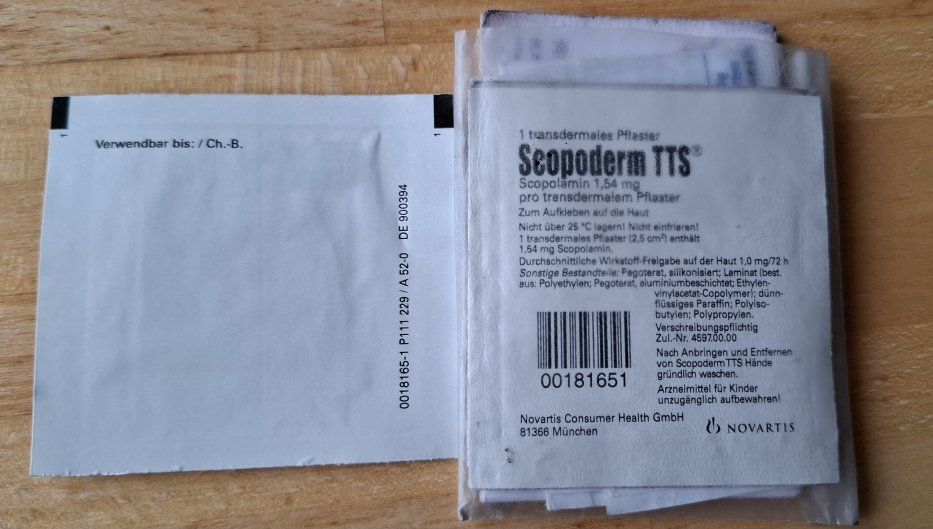 1
1
Verwendbar bis: / Ch.-B.
0018165-1 P111 229 / A 52-0 DE 900394
1 transdermales Pflaster
Scopoderm TTS®
Scopolamin 1,54 mg
pro transdermalem Pflaster
Zum Aufkleben auf die Haut
Nicht über 25 °C lagern! Nicht einfrieren!
1 transdermales Pflaster (2,5 cm²) enthält
1,54 mg Scopolamin.
Durchschnittliche Wirkstoff-Freigabe auf der Haut 1,0 mg/72 h
Sonstige Bestandteile: Pegoterat, silikonisiert; Laminat (best.
aus: Polyethylen; Pegoterat, aluminiumbeschichtet; Ethylen-
vinylacetat-Copolymer); dünn-
flüssiges Paraffin; Polyiso-
butylen; Polypropylen.
Verschreibungspflichtig
Zul.-Nr. 4597.00.00
Nach Anbringen und Entfernen
von Scopoderm TTS Hände
gründlich waschen.
Arzneimittel für Kinder
unzugänglich aufbewahren!
00181651
Novartis Consumer Health GmbH
81366 München
NOVARTIS